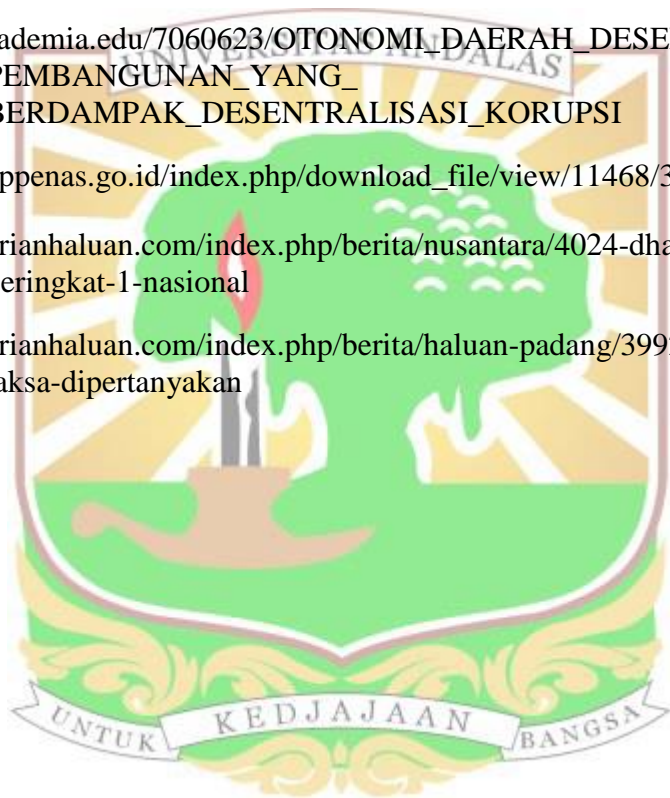 ademia.edu/7060623/OTONOMI_DAERAH_DESE
UNIVERSITAS ANDALAS
PEMBANGUNAN_YANG_
BERDAMPAK_DESENTRALISASI_KORUPSI
ppenas.go.id/index.php/download_file/view/11468/3
rianhaluan.com/index.php/berita/nusantara/4024-dha
eringkat-1-nasional
rianhaluan.com/index.php/berita/haluan-padang/399
aksa-dipertanyakan
UNTUK KEDJAJAAN BANGSA